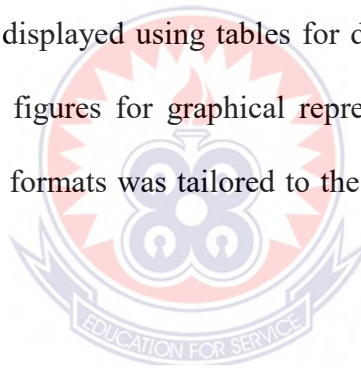 displayed using tables for d
figures for graphical repre
formats was tailored to the
EDUCATION FOR SERVICE